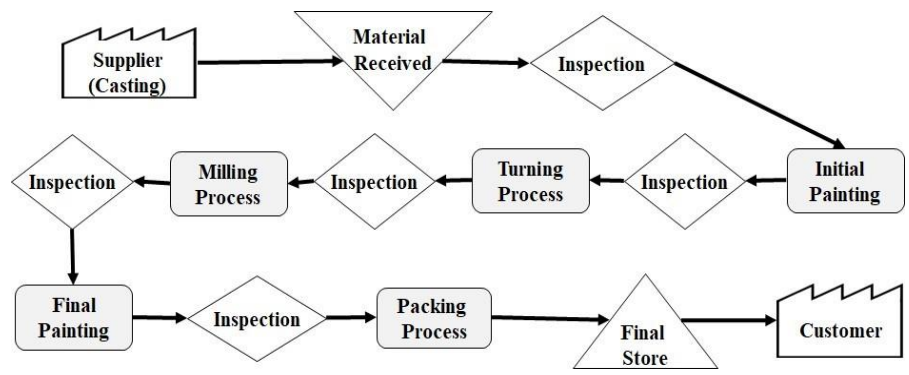 Supplier
(Casting)
Material
Received
Inspection
Initial
Painting
Inspection
Turning
Process
Inspection
Milling
Process
Inspection
Final
Painting
Inspection
Packing
Process
Final
Store
Customer